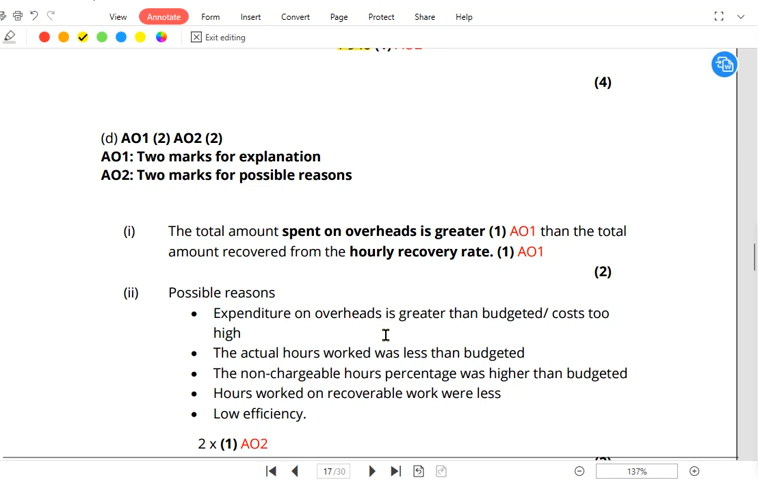 View Annotate Form Insert Convert Page Protect Share Help
Exit editing
(4)
(d) AO1 (2) AO2 (2)
AO1: Two marks for explanation
AO2: Two marks for possible reasons
(i) The total amount spent on overheads is greater (1) AO1 than the total
amount recovered from the hourly recovery rate. (1) AO1
(2)
(ii) Possible reasons
• Expenditure on overheads is greater than budgeted/ costs too
high
• The actual hours worked was less than budgeted
• The non-chargeable hours percentage was higher than budgeted
• Hours worked on recoverable work were less
• Low efficiency.
2 x (1) AO2
17/30
137%